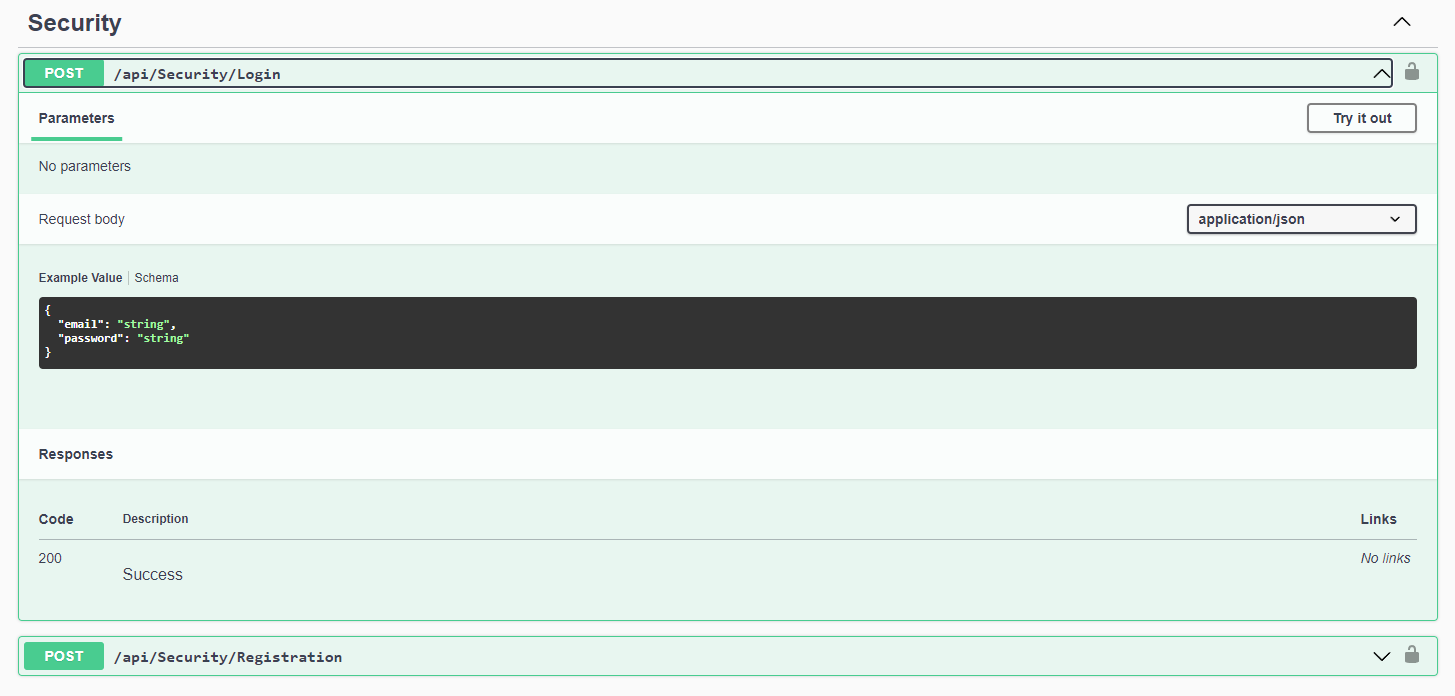 Security
POST /api/Security/Login
Parameters Try it out
No parameters
Request body application/json
Example Value Schema
{
"email": "string",
"password": "string"
}
Responses
Code Description Links
200 Success No links
POST /api/Security/Registration